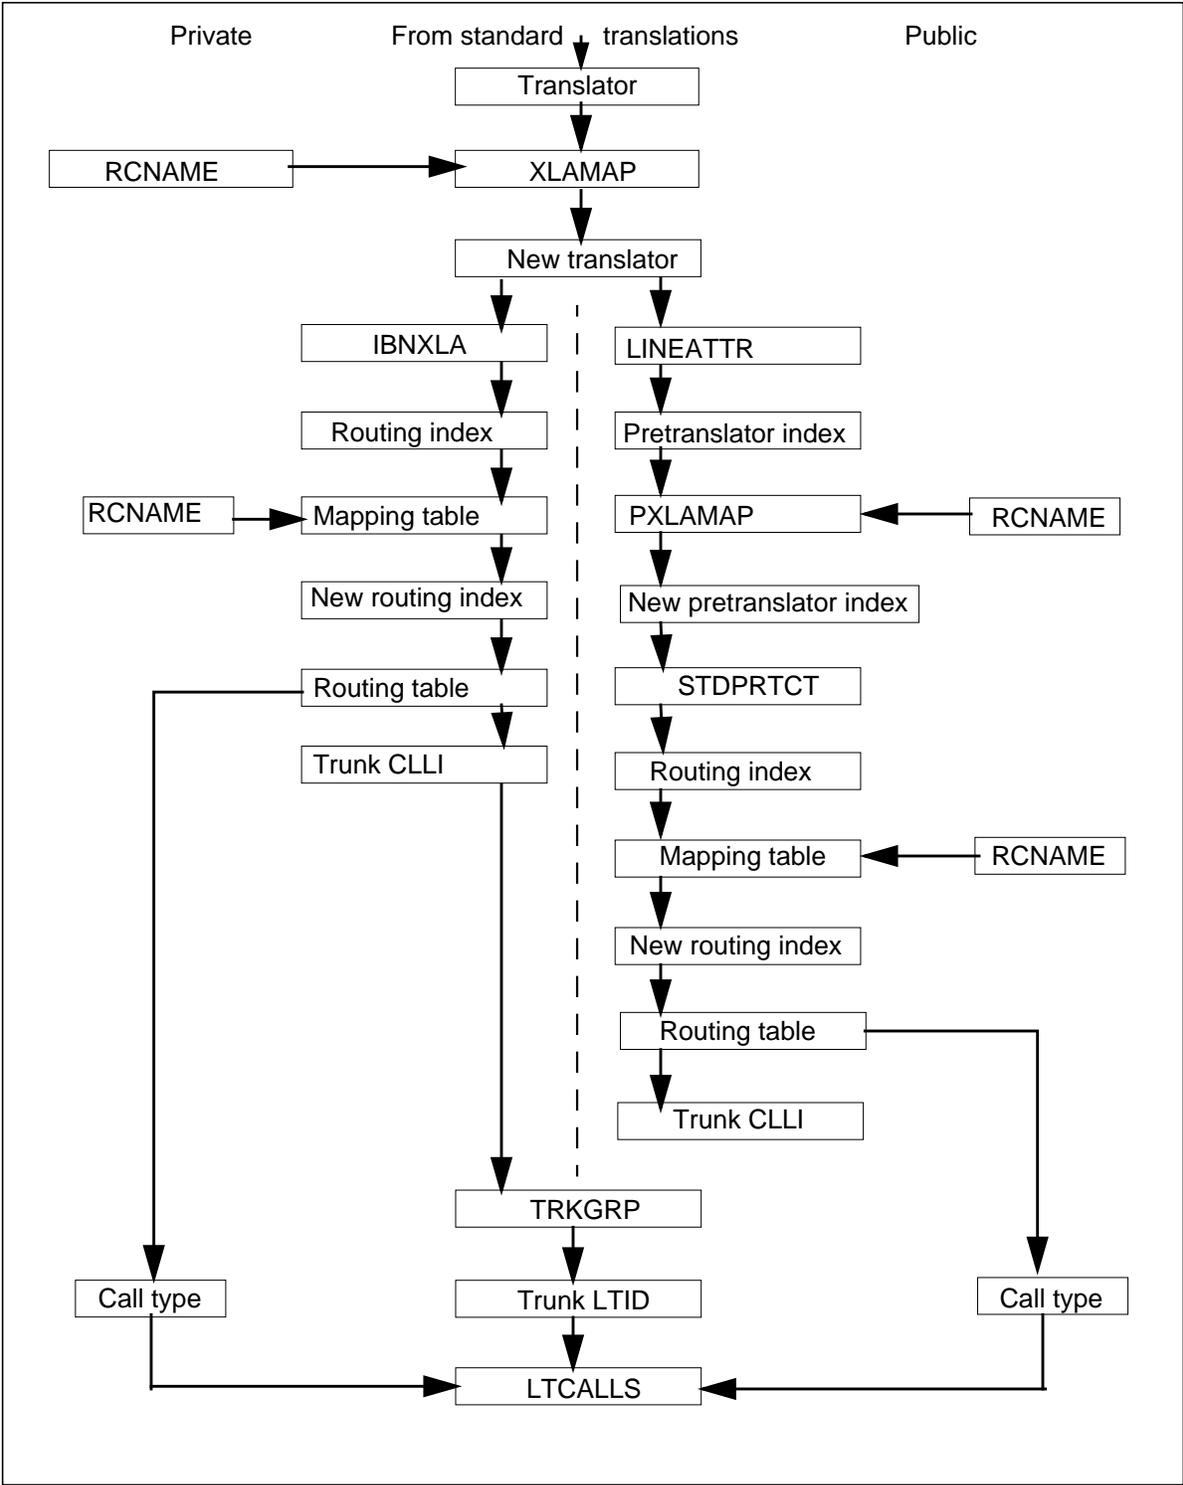 Private From standard translations Public
Translator
RCNAME XLAMAP
New translator
IBNXLA LINEATTR
Routing index Pretranslator index
RCNAME Mapping table PXLAMAP RCNAME
New routing index New pretranslator index
Routing table STDPRTCT
Trunk CLLI Routing index
Mapping table RCNAME
New routing index
Routing table
Trunk CLLI
TRKGRP
Call type Trunk LTID Call type
LTCALLS